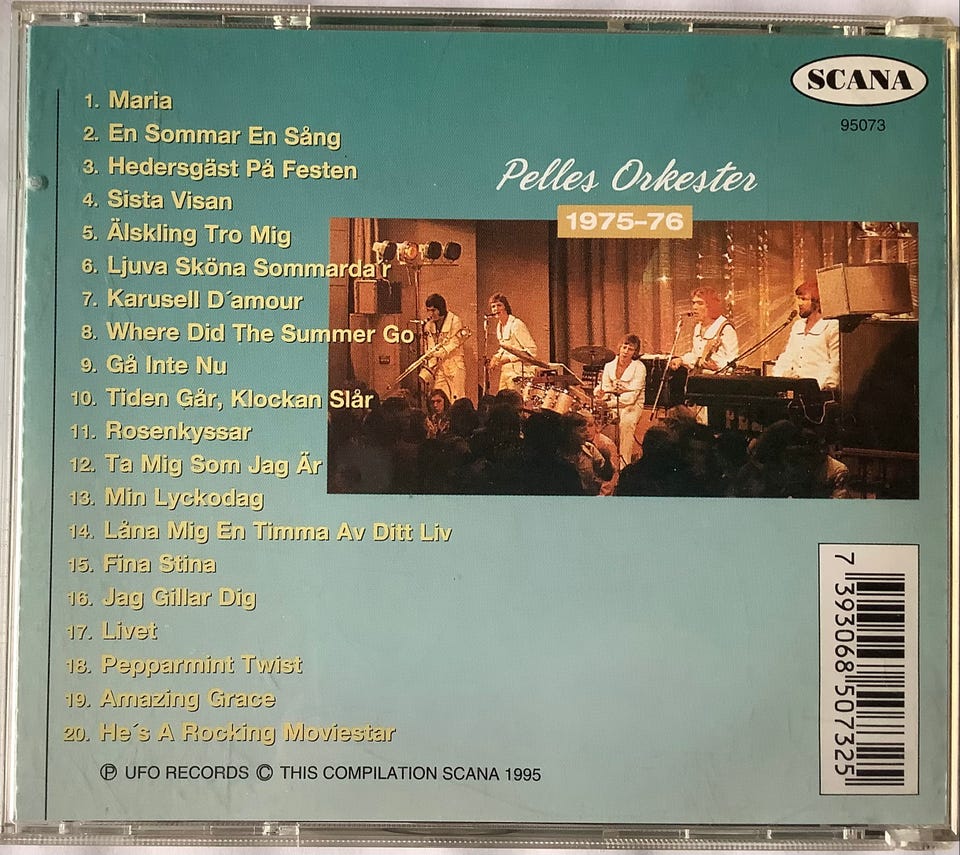 SCANA
95073
Pelles Orkester
1975-76
1. Maria
2. En Sommar En Sång
3. Hedersgäst På Festen
4. Sista Visan
5. Älskling Tro Mig
6. Ljuva Sköna Sommarda'r
7. Karusell D´amour
8. Where Did The Summer Go
9. Gå Inte Nu
10. Tiden Går, Klockan Slår
11. Rosenkyssar
12. Ta Mig Som Jag Är
13. Min Lyckodag
14. Låna Mig En Timma Av Ditt Liv
15. Fina Stina
16. Jag Gillar Dig
17. Livet
18. Pepparmint Twist
19. Amazing Grace
20. He´s A Rocking Moviestar
℗ UFO RECORDS © THIS COMPILATION SCANA 1995
7 393068 507325